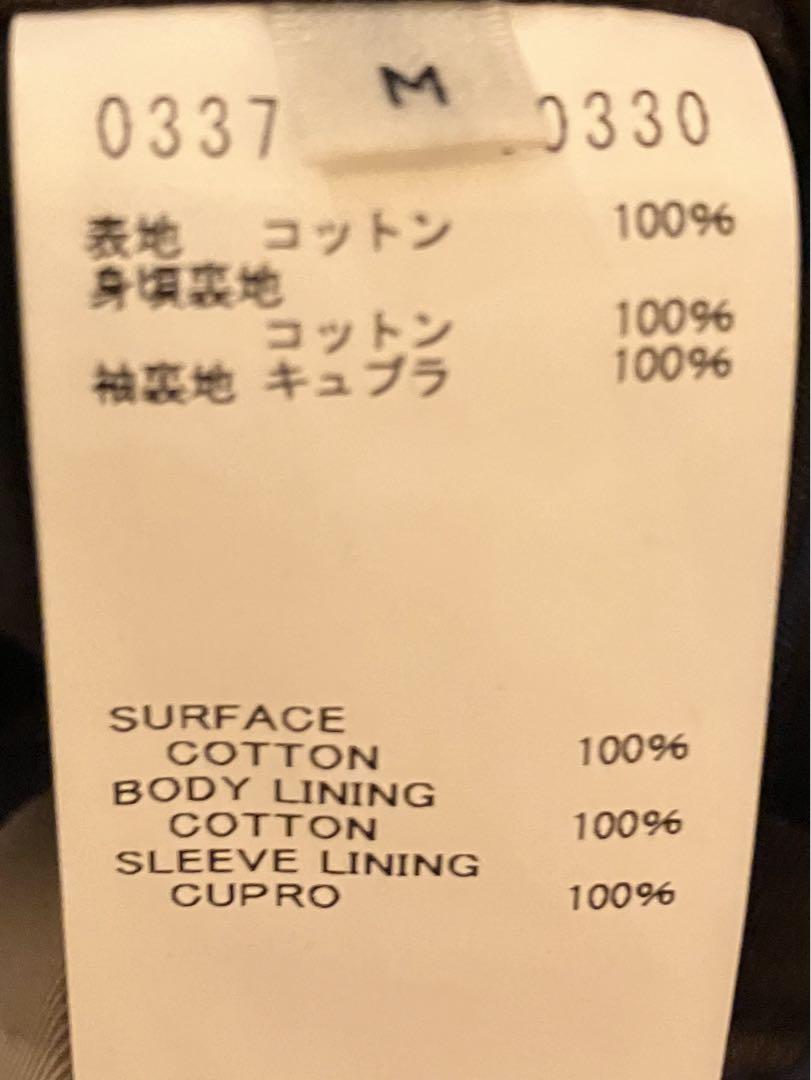 M
0337 0330
表地 コットン 100%
身頃裏地
コットン 100%
袖裏地 キュプラ 100%
SURFACE
COTTON 100%
BODY LINING
COTTON 100%
SLEEVE LINING
CUPRO 100%